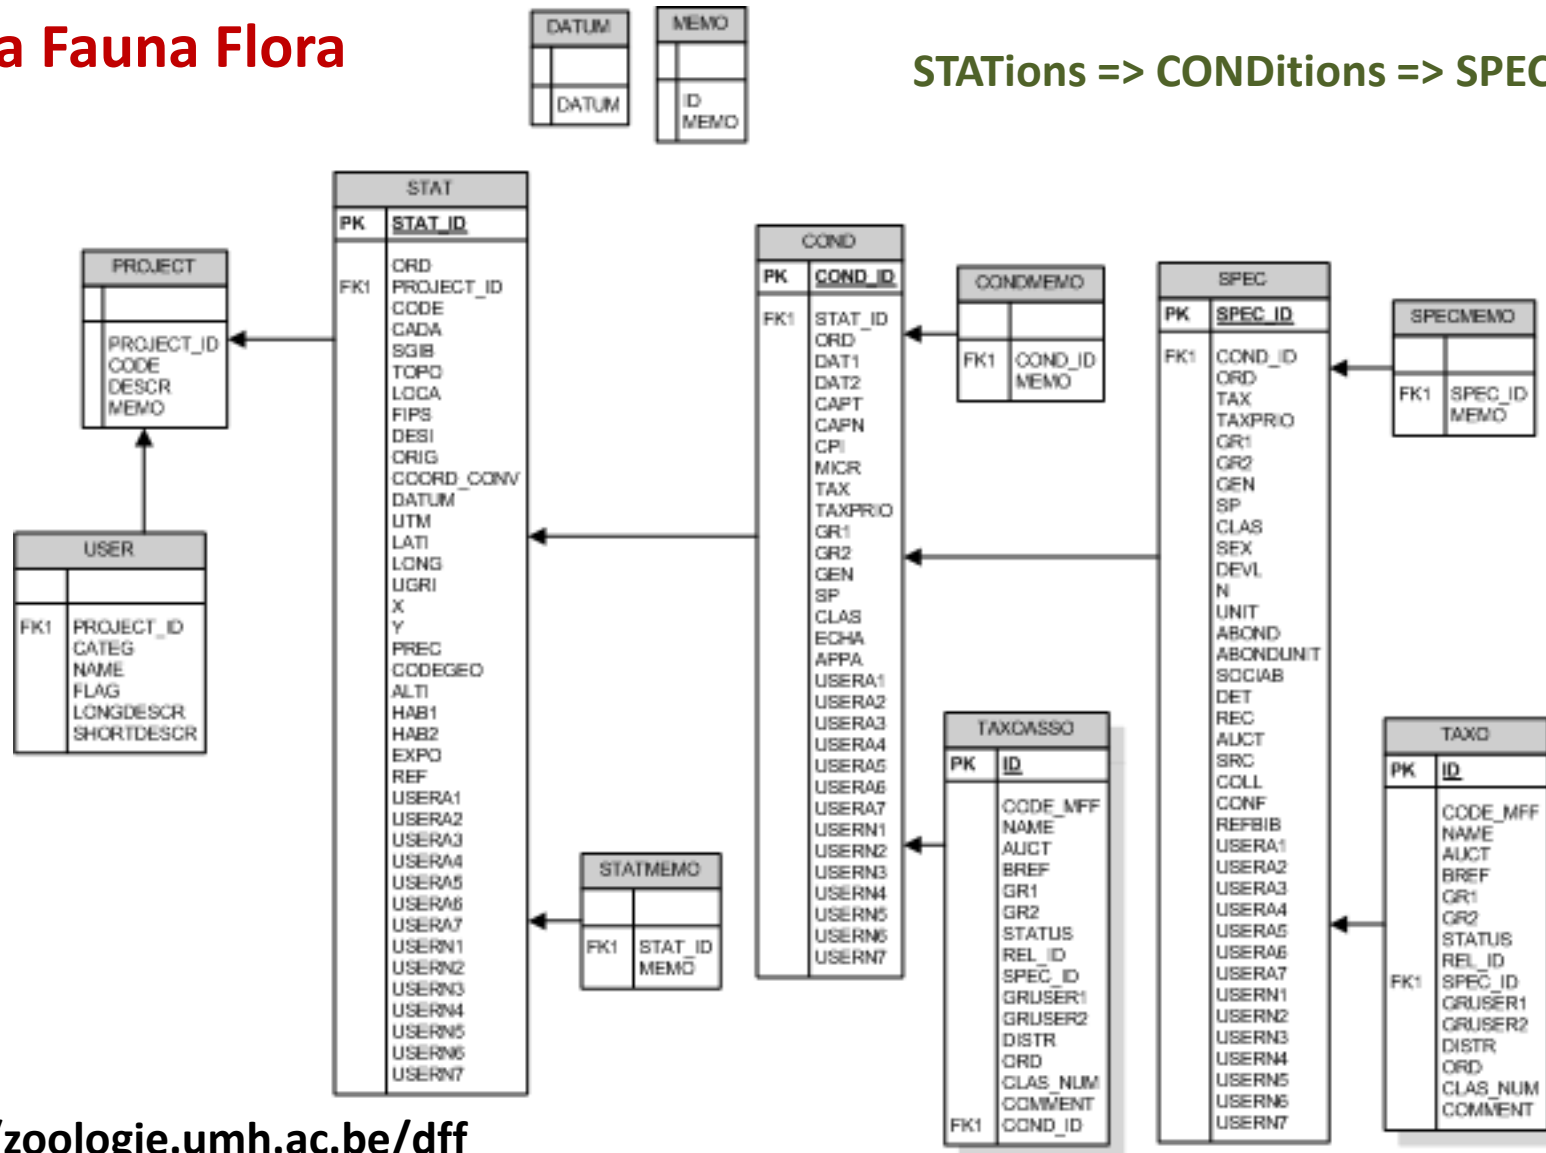 a Fauna Flora
STATions => CONDitions => SPEC
DATUM
DATUM
MEMO
ID
MEMO
PROJECT
PROJECT_ID
CODE
DESCR
MEMO
USER
FK1 PROJECT_ID
CATEG
NAME
FLAG
LONGDESCR
SHORTDESCR
STAT
PK STAT_ID
ORD
FK1 PROJECT_ID
CODE
CADA
SGIB
TOPO
LOCA
FIPS
DESI
ORIG
COORD_CONV
DATUM
UTM
LATI
LONG
UGRI
X
Y
PREC
CODEGEO
ALTI
HAB1
HAB2
EXPO
REF
USERA1
USERA2
USERA3
USERA4
USERA5
USERA6
USERA7
USERN1
USERN2
USERN3
USERN4
USERN5
USERN6
USERN7
STATMEMO
FK1 STAT_ID
MEMO
COND
PK COND_ID
FK1 STAT_ID
ORD
DAT1
DAT2
CAPT
CAPN
CPI
MICR
TAX
TAXPRIO
GR1
GR2
GEN
SP
CLAS
ECHA
APPA
USERA1
USERA2
USERA3
USERA4
USERA5
USERA6
USERA7
USERN1
USERN2
USERN3
USERN4
USERN5
USERN6
USERN7
CONDMEMO
FK1 COND_ID
MEMO
TAXOASSO
PK ID
CODE_MFF
NAME
AUCT
BREF
GR1
GR2
STATUS
REL_ID
SPEC_ID
GRUSER1
GRUSER2
DISTR
ORD
CLAS_NUM
COMMENT
FK1 COND_ID
SPEC
PK SPEC_ID
FK1 COND_ID
ORD
TAX
TAXPRIO
GR1
GR2
GEN
SP
CLAS
SEX
DEVL
N
UNIT
ABOND
ABONDUNIT
SOCIAB
DET
REC
AUCT
SRC
COLL
CONF
REFBIB
USERA1
USERA2
USERA3
USERA4
USERA5
USERA6
USERA7
USERN1
USERN2
USERN3
USERN4
USERN5
USERN6
USERN7
SPECMEMO
FK1 SPEC_ID
MEMO
TAXO
PK ID
CODE_MFF
NAME
AUCT
BREF
GR1
GR2
STATUS
REL_ID
FK1 SPEC_ID
GRUSER1
GRUSER2
DISTR
ORD
CLAS_NUM
COMMENT
/zoologie.umh.ac.be/dff